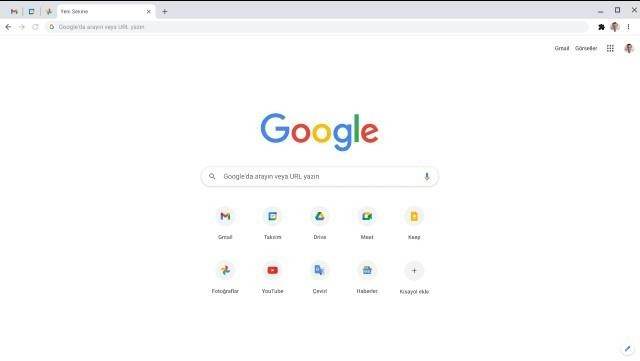 Yeni Sekme
Google'da arayın veya URL yazın
Gmail Görseller
Google
Google'da arayın veya URL yazın
Gmail Takvim Drive Meet Keep
Fotoğraflar YouTube Çeviri Haberler Kısayol ekle